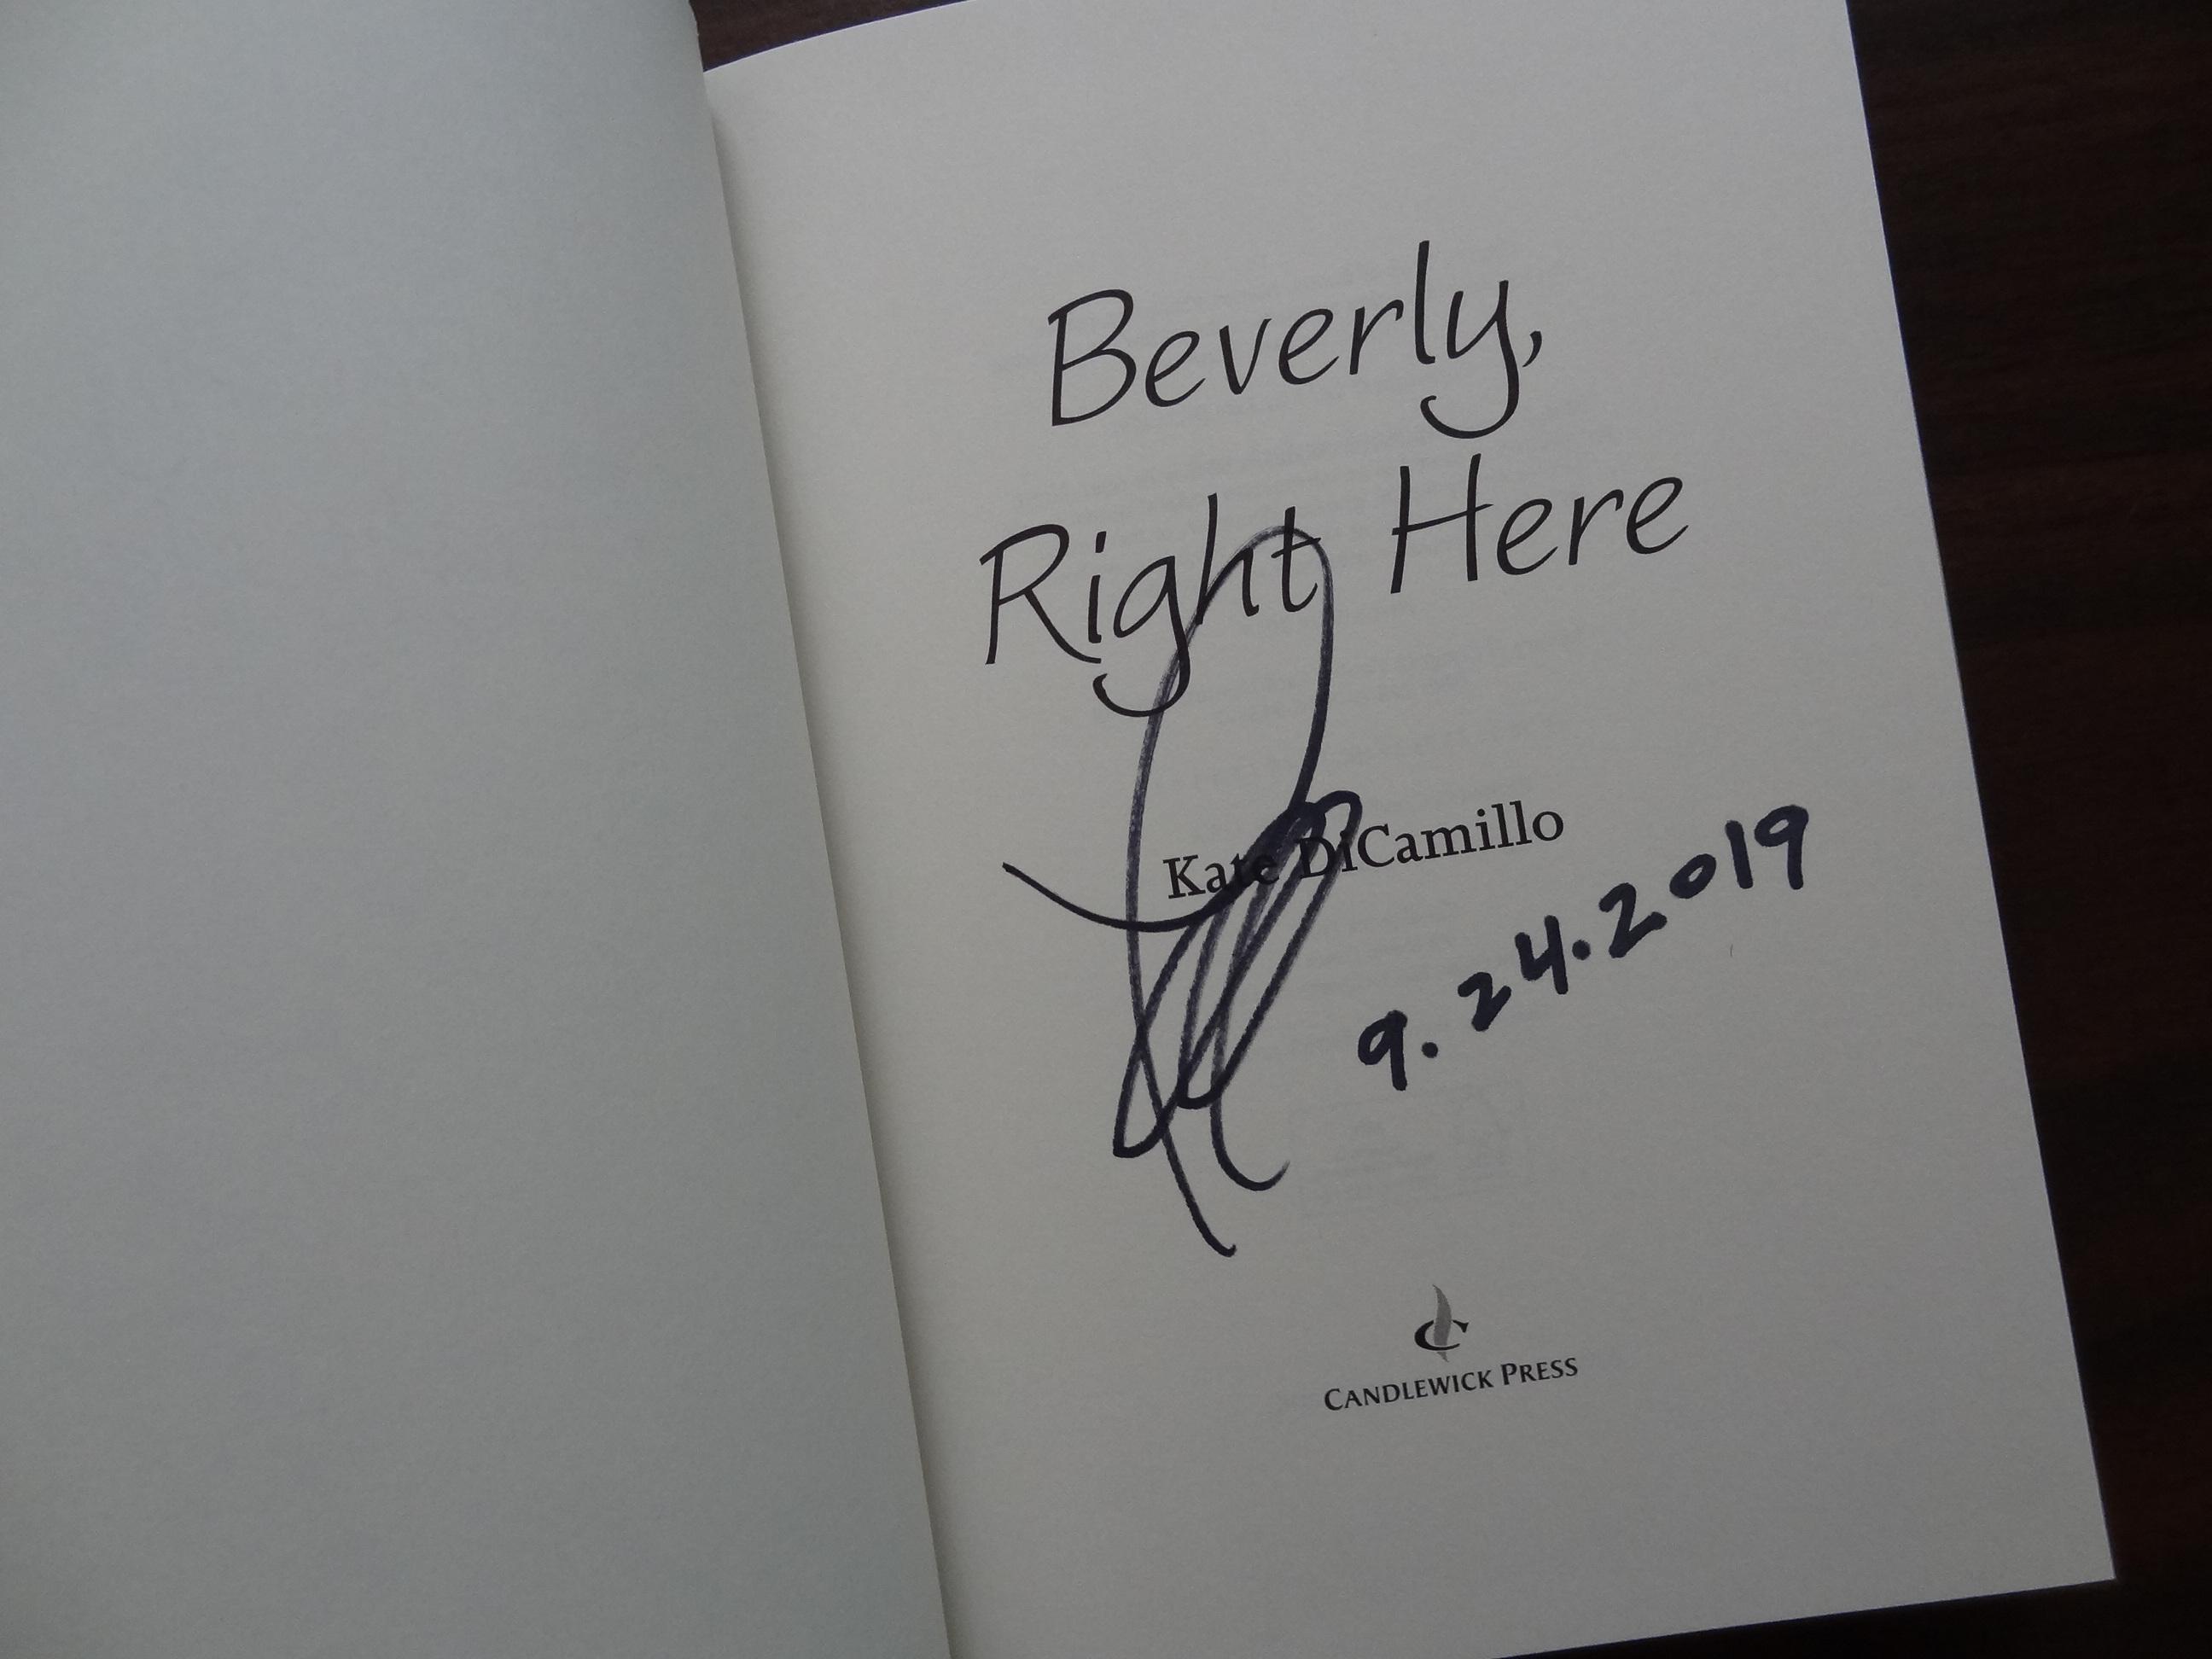 Beverly,
Right Here
Kate DiCamillo
9.24.2019
CANDLEWICK PRESS